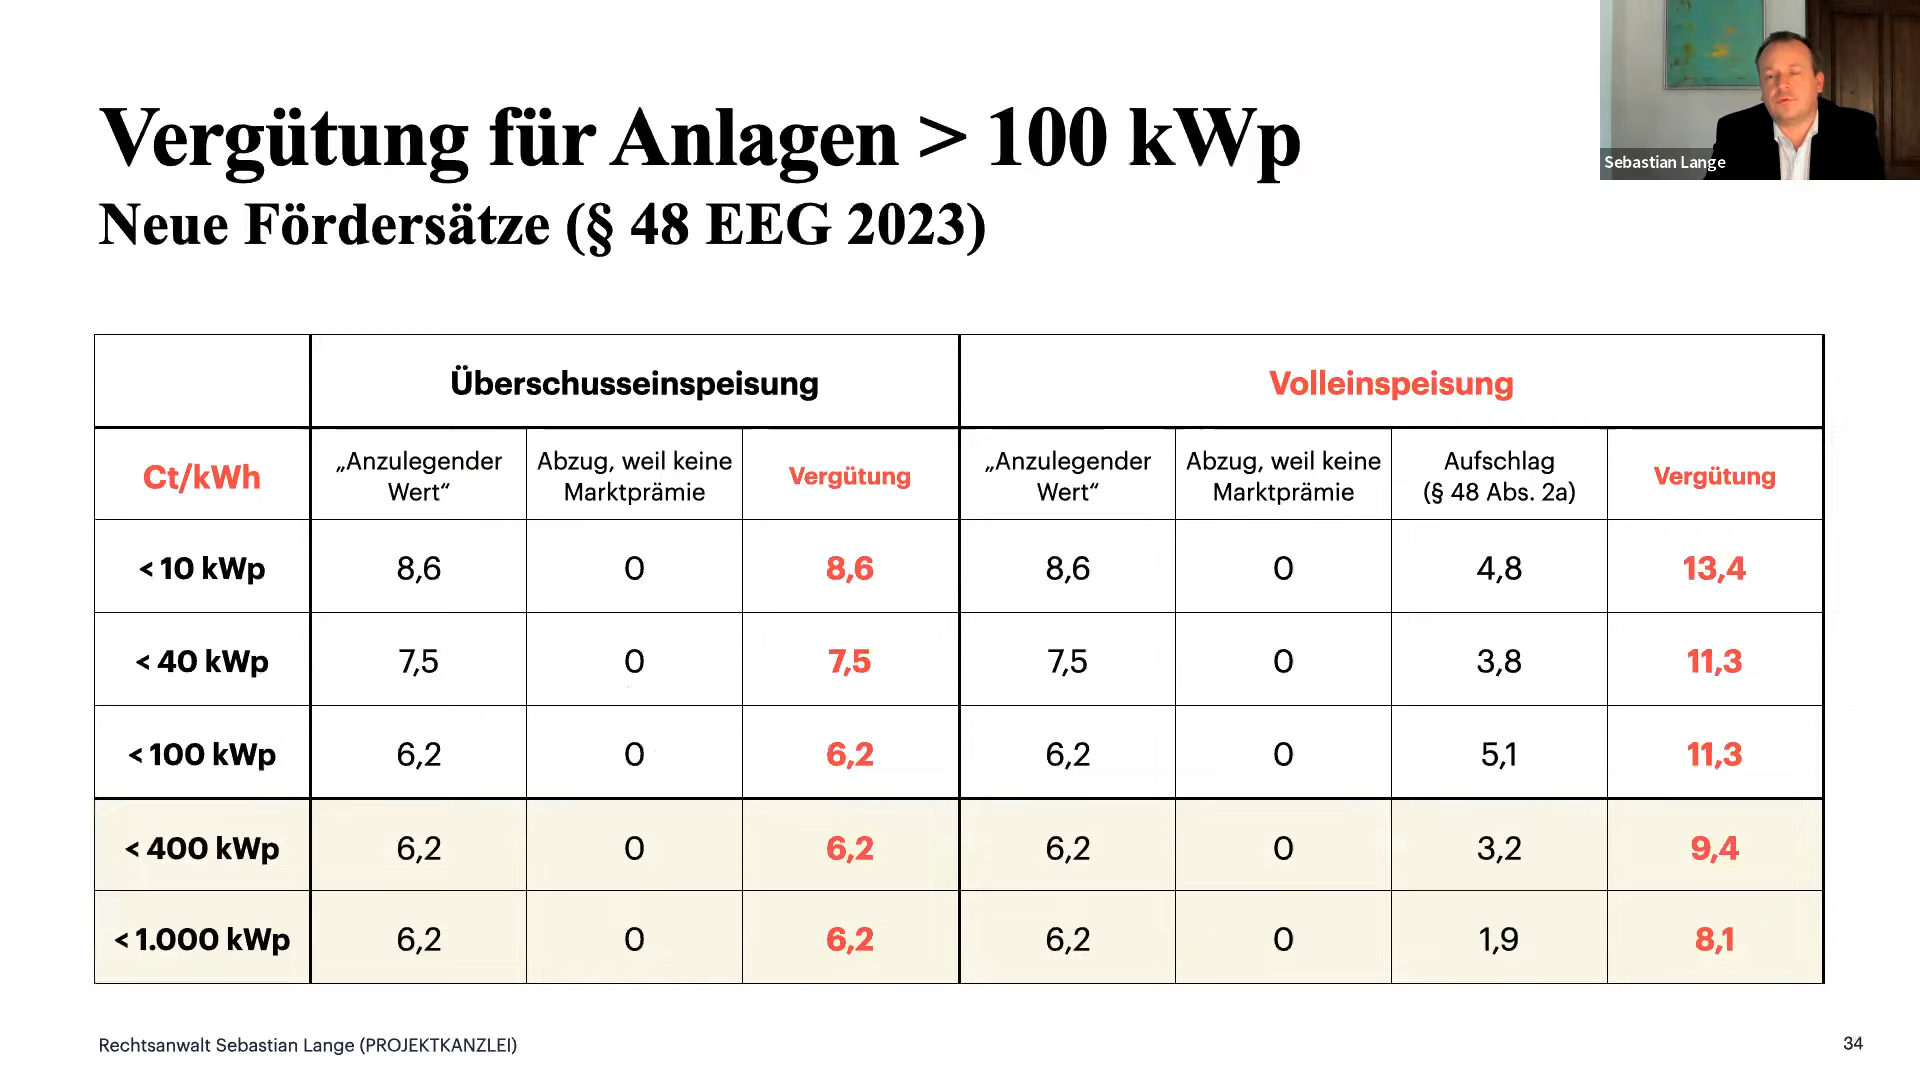 Sebastian Lange
Vergütung für Anlagen > 100 kWp
Neue Fördersätze (§ 48 EEG 2023)
Überschusseinspeisung Volleinspeisung
Ct/kWh „Anzulegender Wert“ Abzug, weil keine Marktprämie Vergütung „Anzulegender Wert“ Abzug, weil keine Marktprämie Aufschlag (§ 48 Abs. 2a) Vergütung
< 10 kWp 8,6 0 8,6 8,6 0 4,8 13,4
< 40 kWp 7,5 0 7,5 7,5 0 3,8 11,3
< 100 kWp 6,2 0 6,2 6,2 0 5,1 11,3
< 400 kWp 6,2 0 6,2 6,2 0 3,2 9,4
< 1.000 kWp 6,2 0 6,2 6,2 0 1,9 8,1
Rechtsanwalt Sebastian Lange (PROJEKTKANZLEI) 34